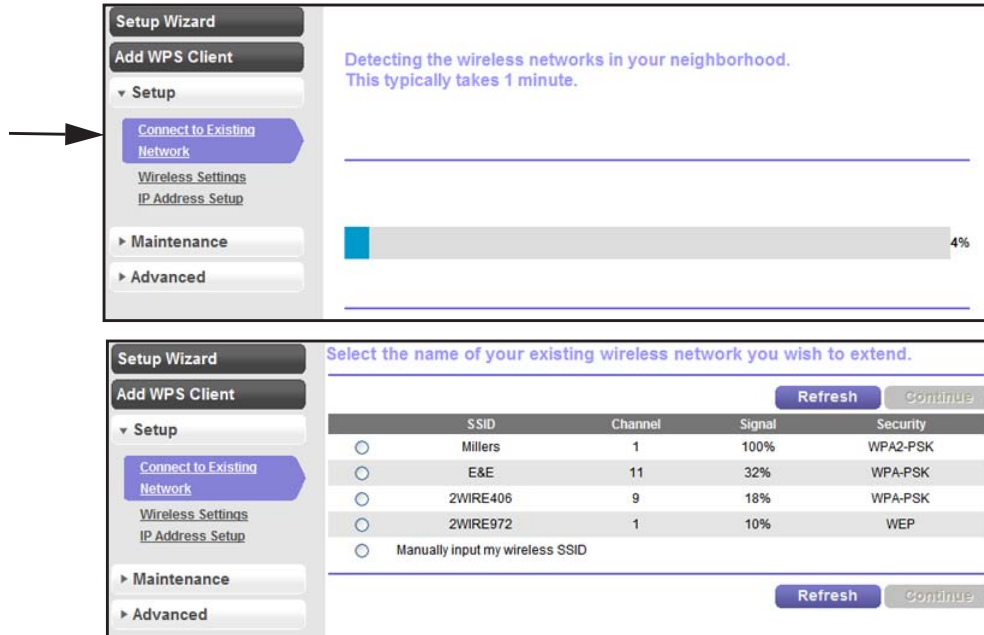 Setup Wizard
Add WPS Client
Setup
Connect to Existing
Network
Wireless Settings
IP Address Setup
Maintenance
Advanced
Detecting the wireless networks in your neighborhood.
This typically takes 1 minute.
4%
Setup Wizard
Add WPS Client
Setup
Connect to Existing
Network
Wireless Settings
IP Address Setup
Maintenance
Advanced
Select the name of your existing wireless network you wish to extend.
Refresh Continue
SSID Channel Signal Security
Millers 1 100% WPA2-PSK
E&E 11 32% WPA-PSK
2WIRE406 9 18% WPA-PSK
2WIRE972 1 10% WEP
Manually input my wireless SSID
Refresh Continue